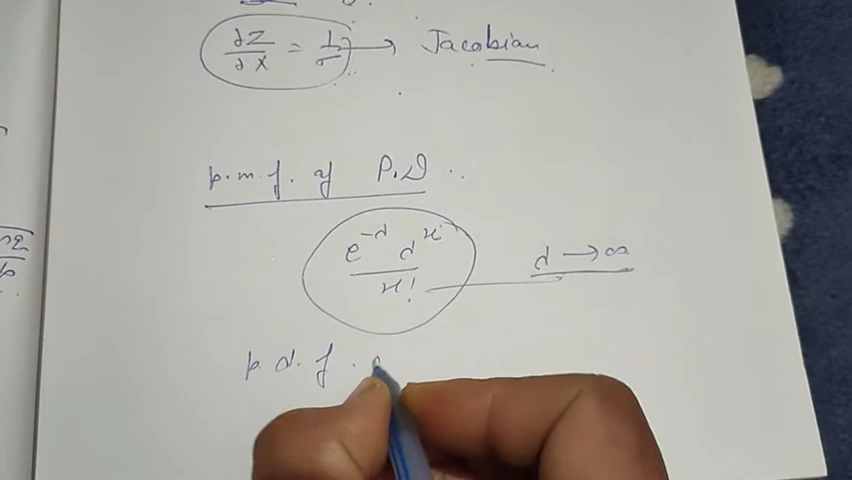 ∂Z/∂X = 1/σ → Jacobian
p.m.f. of P.D..
e^-λ λ^x / x!
λ → ∞
p.d.f.